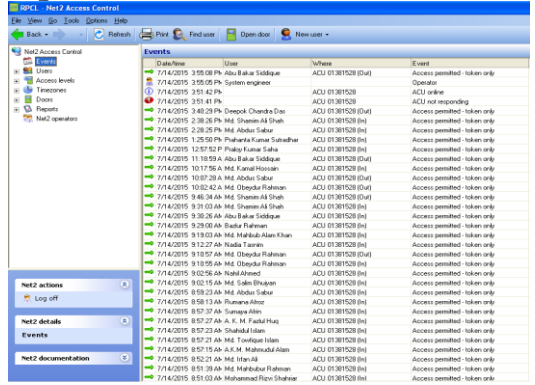 RPCL - Net2 Access Control
File View Go Tools Options Help
Back Refresh Print Find user Open door New user
Net2 Access Control
Events
Users
Access levels
Timezones
Doors
Reports
Net2 operators
Net2 actions
Log off
Net2 details
Events
Net2 documentation
Events
Date/time User Where Event
7/14/2015 3:55:08 PM Abu Bakar Siddique ACU 01381528 (Out) Access permitted - token only
7/14/2015 3:55:05 PM System engineer Operator
7/14/2015 3:51:42 PM ACU 01381528 ACU online
7/14/2015 3:51:41 PM ACU 01381528 ACU not responding
7/14/2015 3:48:29 PM Deepok Chandra Das ACU 01381528 (Out) Access permitted - token only
7/14/2015 2:38:26 PM Md. Shamim Ali Shah ACU 01381528 (In) Access permitted - token only
7/14/2015 2:28:25 PM Md. Abdus Sabur ACU 01381528 (In) Access permitted - token only
7/14/2015 1:25:50 PM Prahanta Kumar Sutradhar ACU 01381528 (In) Access permitted - token only
7/14/2015 12:57:52 P Pralay Kumar Saha ACU 01381528 (In) Access permitted - token only
7/14/2015 11:18:59 A Abu Bakar Siddique ACU 01381528 (Out) Access permitted - token only
7/14/2015 10:17:56 A Md. Kamal Hossain ACU 01381528 (In) Access permitted - token only
7/14/2015 10:07:28 A Md. Abdus Sabur ACU 01381528 (In) Access permitted - token only
7/14/2015 10:02:42 A Md. Obeydur Rahman ACU 01381528 (In) Access permitted - token only
7/14/2015 9:46:34 AM Md. Shamim Ali Shah ACU 01381528 (Out) Access permitted - token only
7/14/2015 9:31:03 AM Md. Shamim Ali Shah ACU 01381528 (In) Access permitted - token only
7/14/2015 9:30:26 AM Abu Bakar Siddique ACU 01381528 (In) Access permitted - token only
7/14/2015 9:29:00 AM Bazlur Rahman ACU 01381528 (In) Access permitted - token only
7/14/2015 9:19:03 AM Md. Mahbub Alam Khan ACU 01381528 (In) Access permitted - token only
7/14/2015 9:12:27 AM Nadia Tasnim ACU 01381528 (In) Access permitted - token only
7/14/2015 9:18:57 AM Md. Obeydur Rahman ACU 01381528 (Out) Access permitted - token only
7/14/2015 9:18:55 AM Md. Obeydur Rahman ACU 01381528 (In) Access permitted - token only
7/14/2015 9:02:56 AM Nahil Ahmed ACU 01381528 (In) Access permitted - token only
7/14/2015 9:02:15 AM Md. Salim Bhuiyan ACU 01381528 (In) Access permitted - token only
7/14/2015 8:59:23 AM Md. Abdus Sabur ACU 01381528 (In) Access permitted - token only
7/14/2015 8:58:13 AM Rumana Afroz ACU 01381528 (In) Access permitted - token only
7/14/2015 8:57:37 AM Sumaya Afrin ACU 01381528 (In) Access permitted - token only
7/14/2015 8:57:27 AM A. K. M. Fazlul Huq ACU 01381528 (In) Access permitted - token only
7/14/2015 8:57:23 AM Shahidul Islam ACU 01381528 (In) Access permitted - token only
7/14/2015 8:57:21 AM Md. Towfique Islam ACU 01381528 (In) Access permitted - token only
7/14/2015 8:57:15 AM A.K.M. Mahmudul Alam ACU 01381528 (In) Access permitted - token only
7/14/2015 8:52:21 AM Md. Irfan Ali ACU 01381528 (In) Access permitted - token only
7/14/2015 8:51:39 AM Md. Mahbubur Rahman ACU 01381528 (In) Access permitted - token only
7/14/2015 8:51:03 AM Mohammad Rizvi Shahriar ACU 01381528 (In) Access permitted - token only